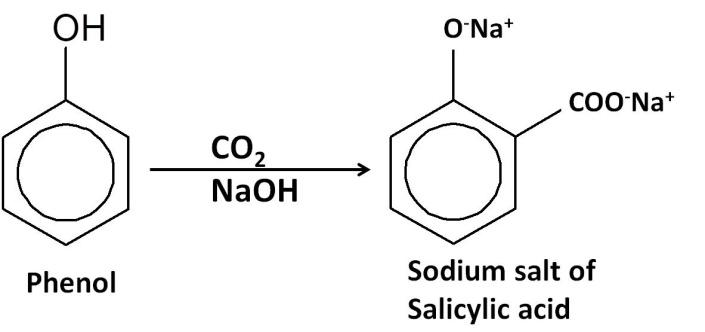 OH
O⁻Na⁺
COO⁻Na⁺
CO₂
NaOH
Phenol
Sodium salt of
Salicylic acid